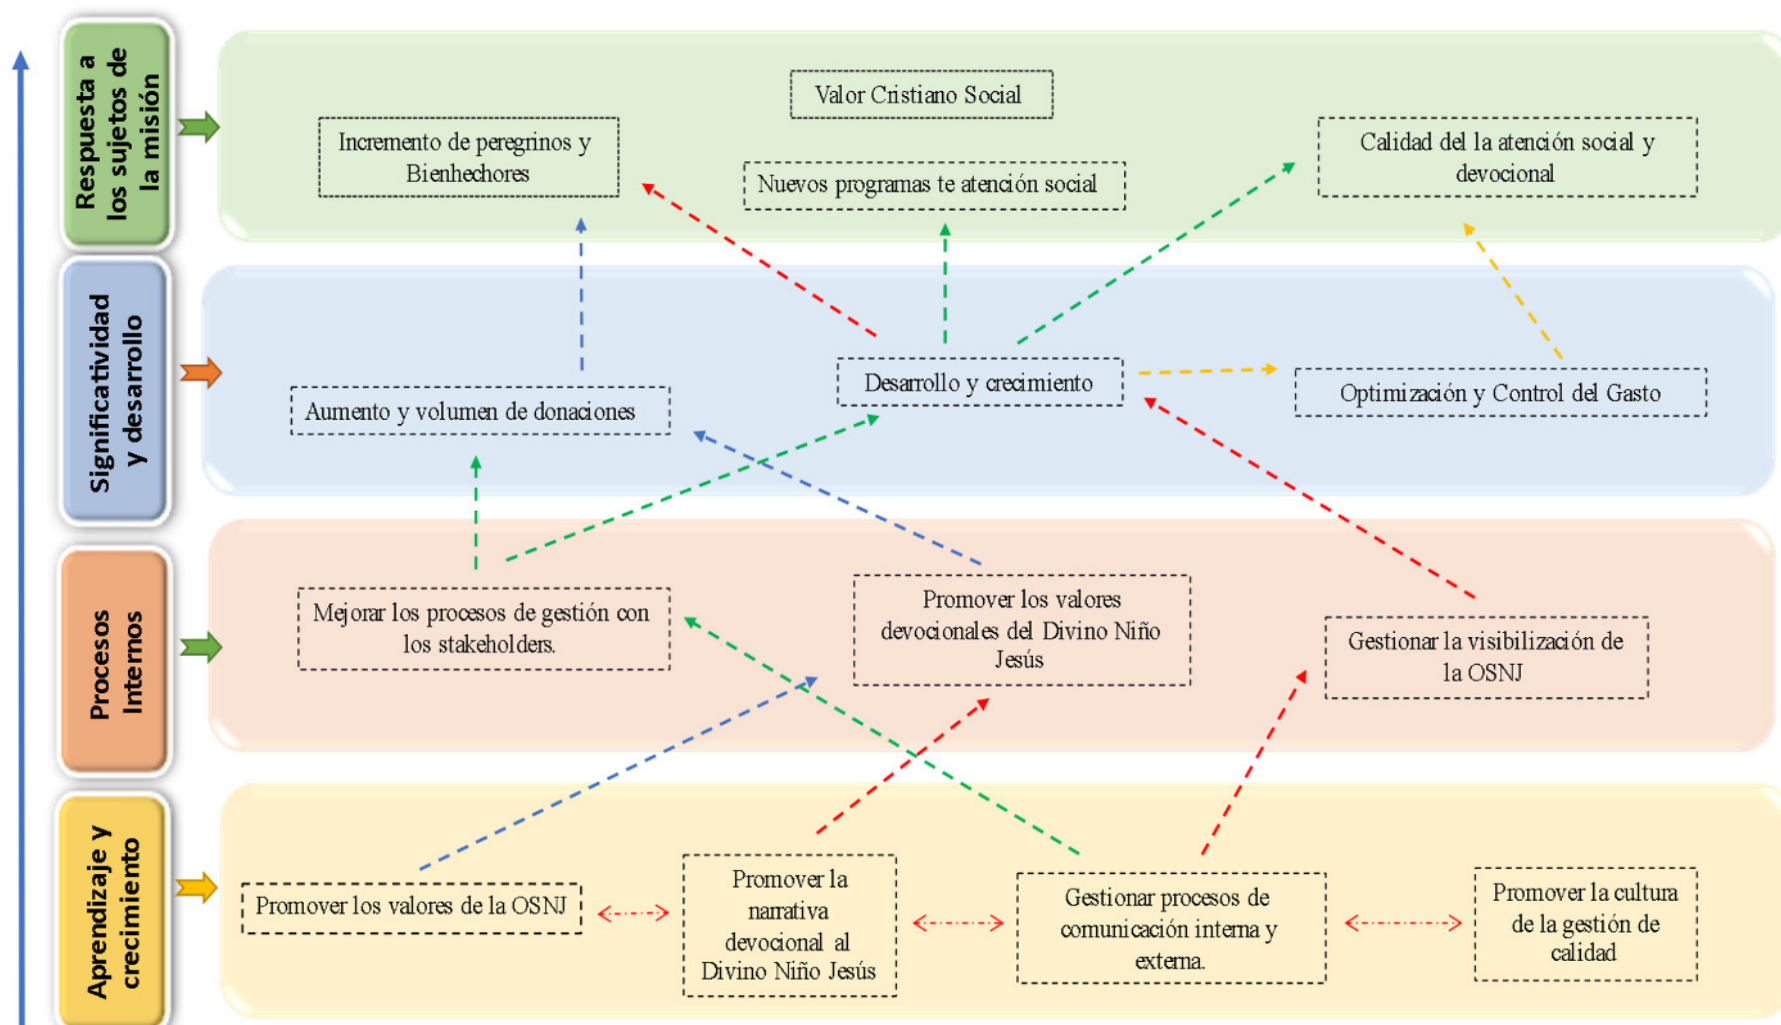 Respuesta a
los sujetos de
la misión
Valor Cristiano Social
Incremento de peregrinos y
Bienhechores
Nuevos programas te atención social
Calidad del la atención social y
devocional
Significatividad
y desarrollo
Aumento y volumen de donaciones
Desarrollo y crecimiento
Optimización y Control del Gasto
Procesos
Internos
Mejorar los procesos de gestión con
los stakeholders.
Promover los valores
devocionales del Divino Niño
Jesús
Gestionar la visibilización de
la OSNJ
Aprendizaje y
crecimiento
Promover los valores de la OSNJ
Promover la
narrativa
devocional al
Divino Niño Jesús
Gestionar procesos de
comunicación interna y
externa.
Promover la cultura
de la gestión de
calidad